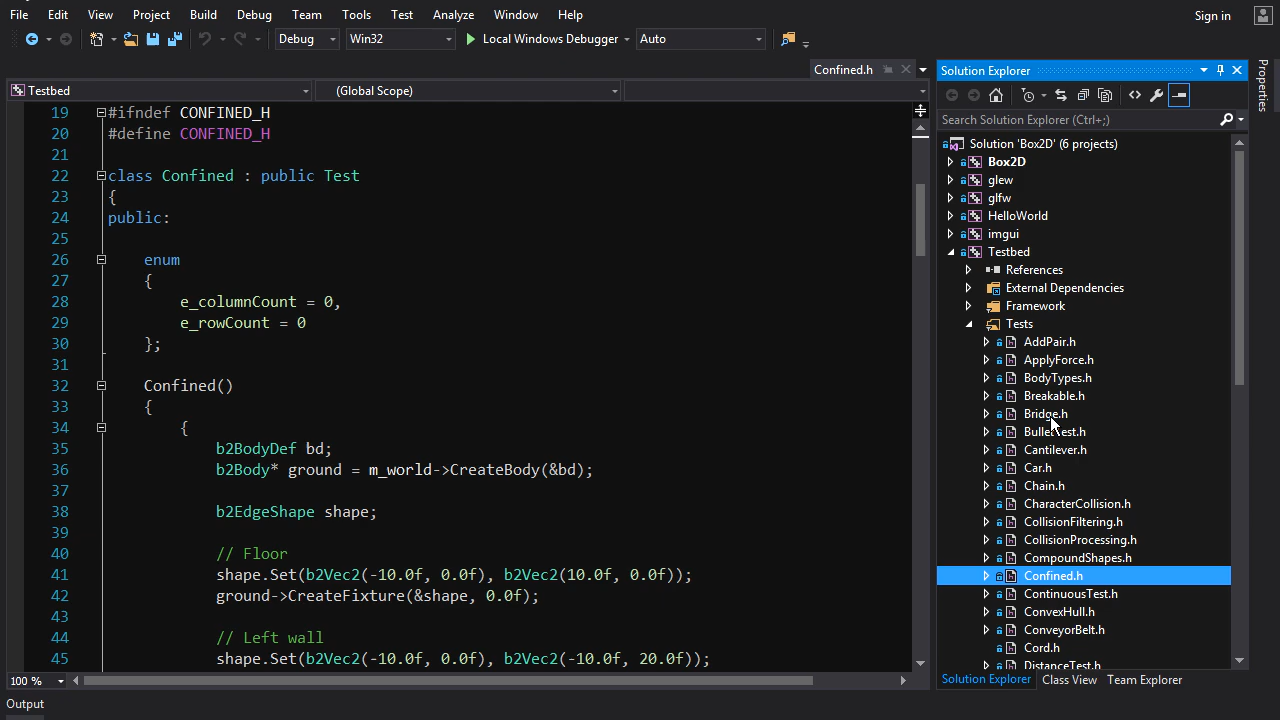 File Edit View Project Build Debug Team Tools Test Analyze Window Help Sign in
Debug Win32 Local Windows Debugger Auto
Confined.h
Testbed (Global Scope)
19 #ifndef CONFINED_H
20 #define CONFINED_H
21
22 class Confined : public Test
23 {
24 public:
25
26 enum
27 {
28 e_columnCount = 0,
29 e_rowCount = 0
30 };
31
32 Confined()
33 {
34 {
35 b2BodyDef bd;
36 b2Body* ground = m_world->CreateBody(&bd);
37
38 b2EdgeShape shape;
39
40 // Floor
41 shape.Set(b2Vec2(-10.0f, 0.0f), b2Vec2(10.0f, 0.0f));
42 ground->CreateFixture(&shape, 0.0f);
43
44 // Left wall
45 shape.Set(b2Vec2(-10.0f, 0.0f), b2Vec2(-10.0f, 20.0f));
100 %
Output
Solution Explorer
Search Solution Explorer (Ctrl+;)
Solution 'Box2D' (6 projects)
Box2D
glew
glfw
HelloWorld
imgui
Testbed
References
External Dependencies
Framework
Tests
AddPair.h
ApplyForce.h
BodyTypes.h
Breakable.h
Bridge.h
BulletTest.h
Cantilever.h
Car.h
Chain.h
CharacterCollision.h
CollisionFiltering.h
CollisionProcessing.h
CompoundShapes.h
Confined.h
ContinuousTest.h
ConvexHull.h
ConveyorBelt.h
Cord.h
DistanceTest.h
Solution Explorer Class View Team Explorer
Properties